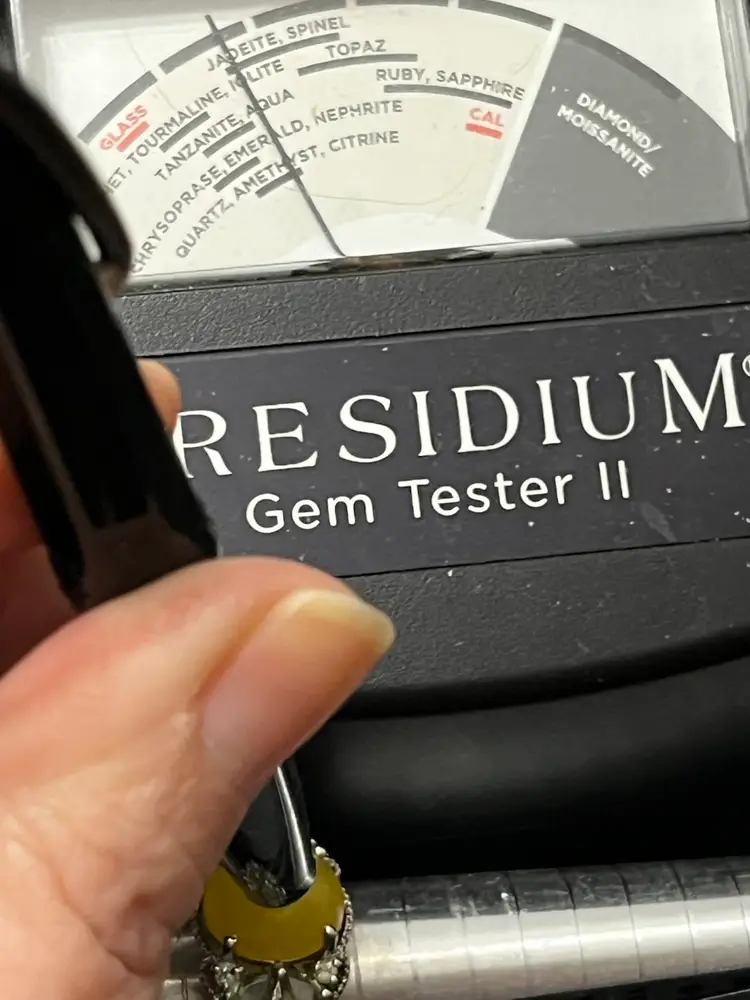 JADEITE, SPINEL
TOPAZ
RUBY, SAPPHIRE
GLASS
TOURMALINE, IOLITE
CAL
DIAMOND/
MOISSANITE
TANZANITE, AQUA
CHRYSOPRASE, EMERALD, NEPHRITE
QUARTZ, AMETHYST, CITRINE
RESIDIUM
Gem Tester II